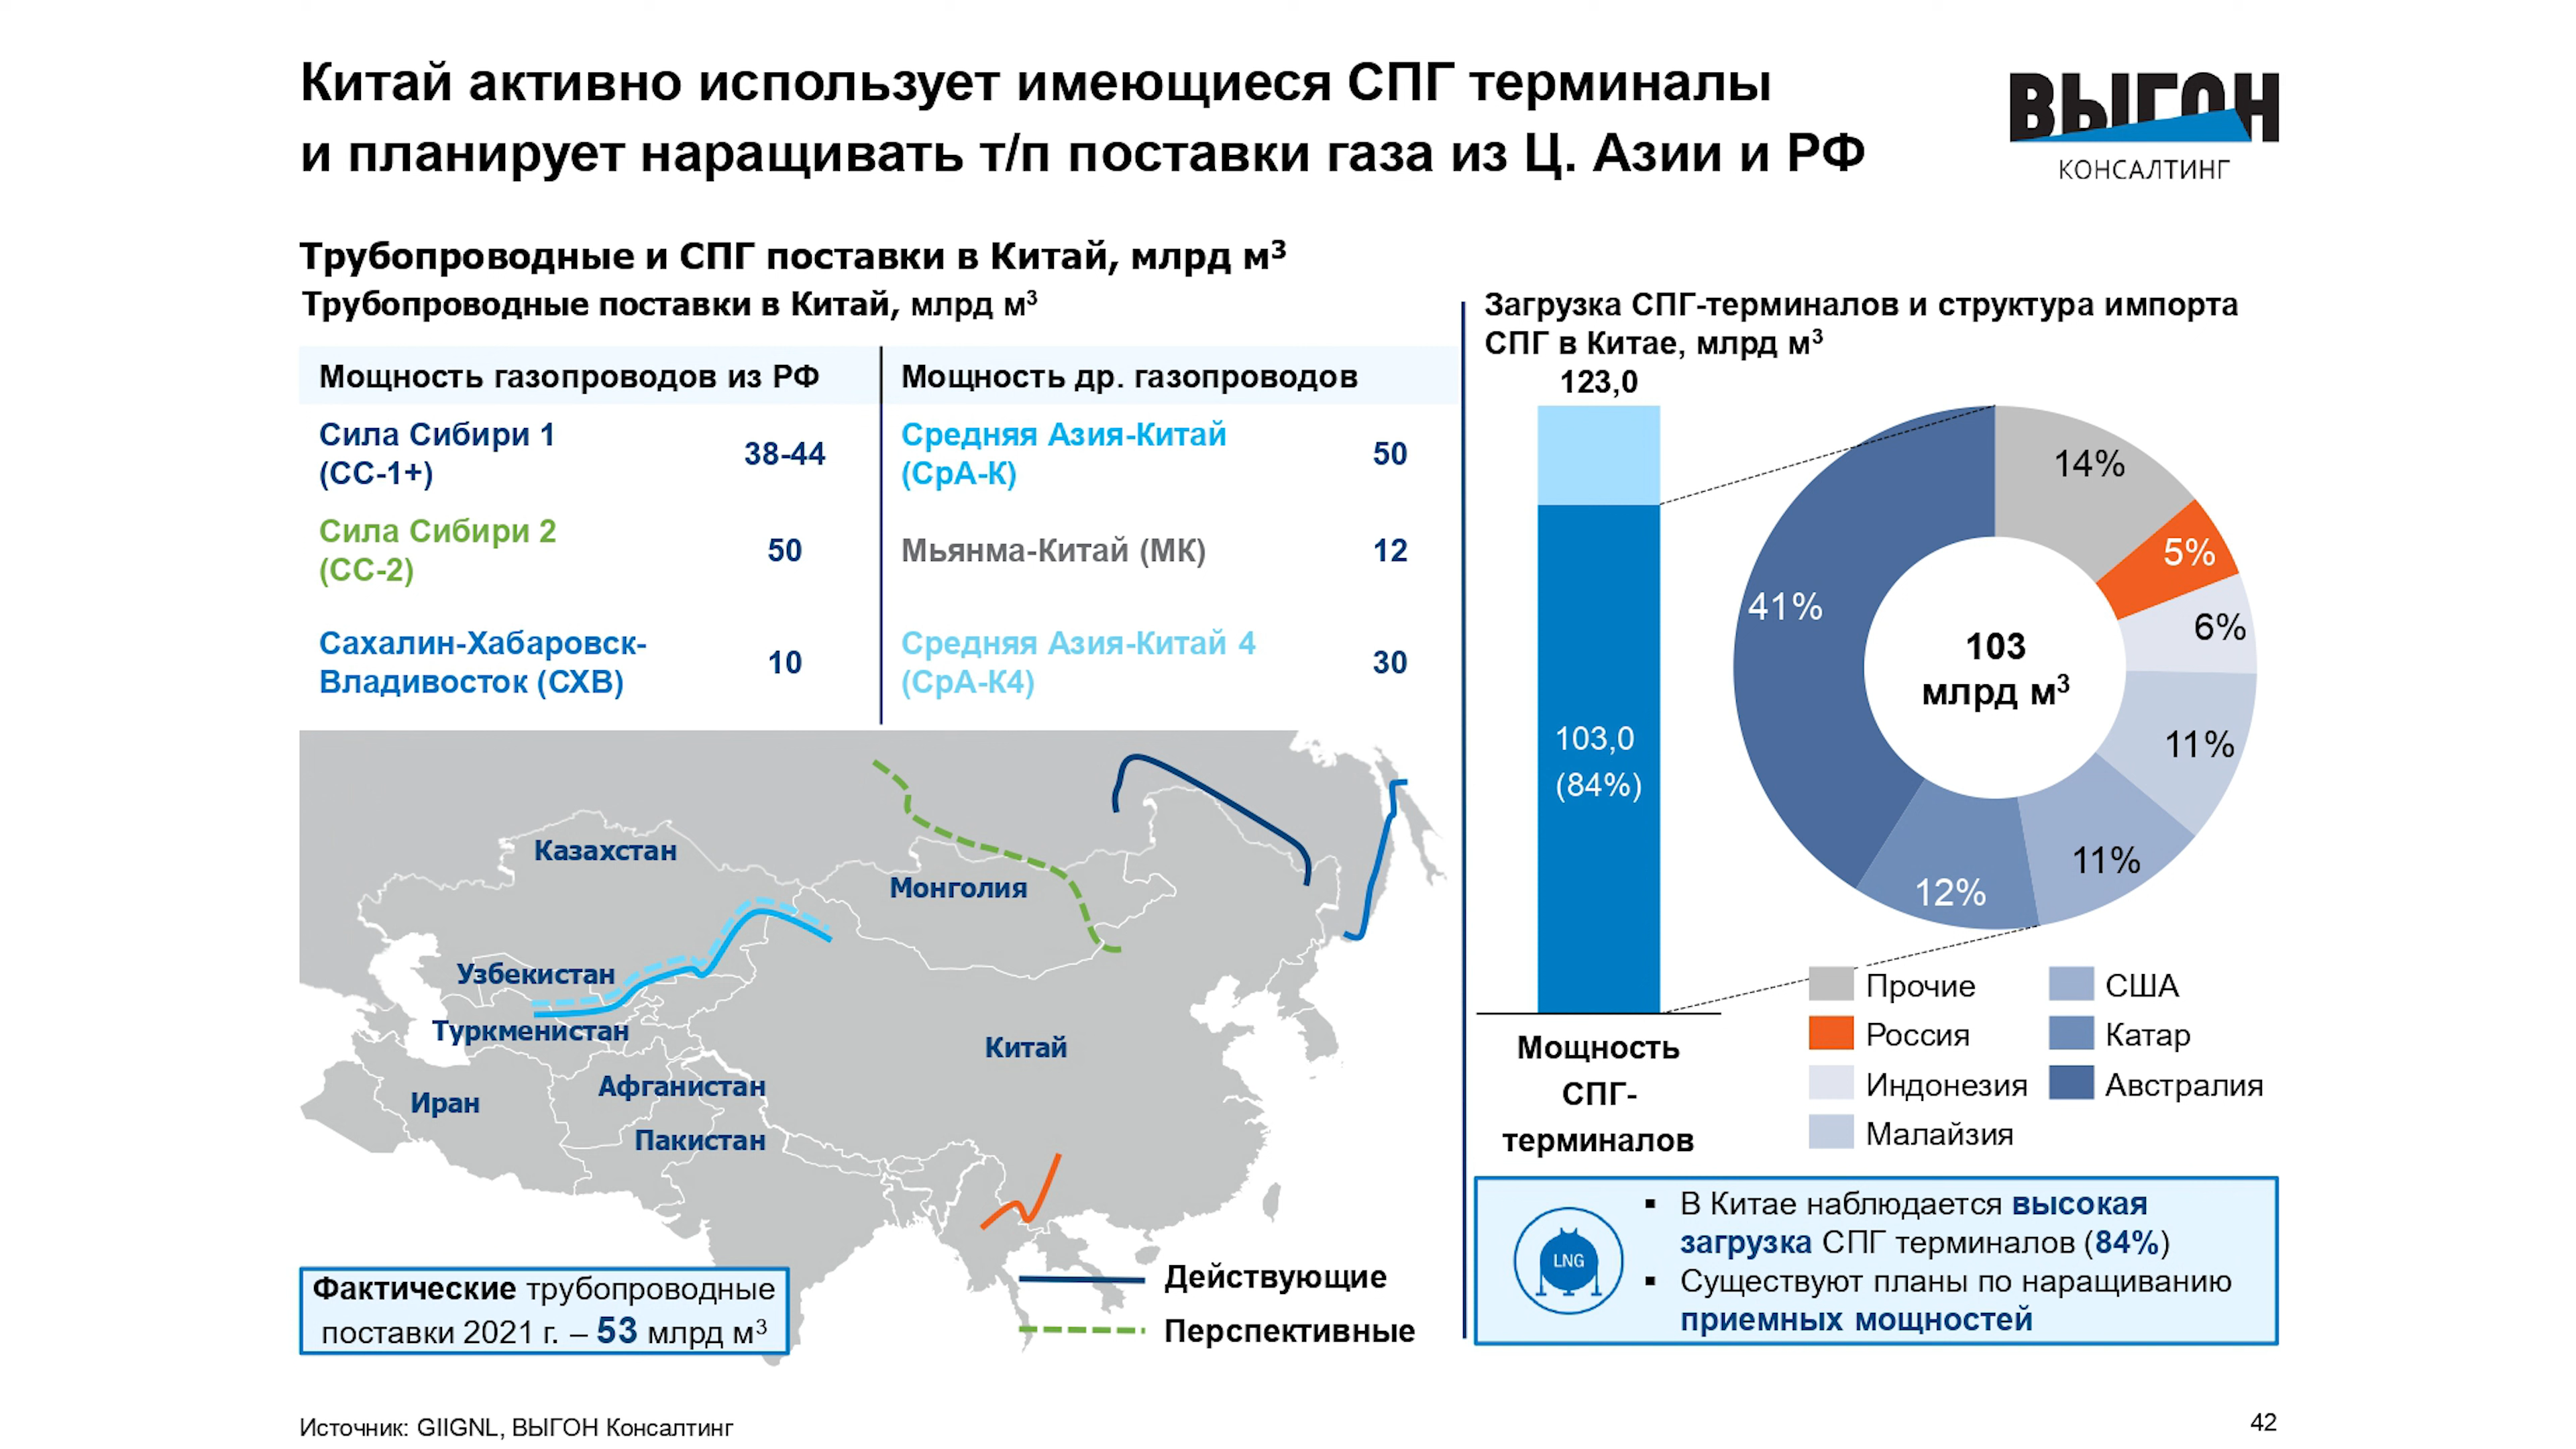 Китай активно использует имеющиеся СПГ терминалы
и планирует наращивать т/п поставки газа из Ц. Азии и РФ
ВЫГОН
КОНСАЛТИНГ
Трубопроводные и СПГ поставки в Китай, млрд м³
Трубопроводные поставки в Китай, млрд м³
Мощность газопроводов из РФ
Мощность др. газопроводов
Сила Сибири 1
(СС-1+)
38-44
Средняя Азия-Китай
(СрА-К)
50
Сила Сибири 2
(СС-2)
50
Мьянма-Китай (МК)
12
Сахалин-Хабаровск-
Владивосток (СХВ)
10
Средняя Азия-Китай 4
(СрА-К4)
30
Казахстан
Монголия
Узбекистан
Туркменистан
Китай
Афганистан
Иран
Пакистан
Действующие
Перспективные
Фактические трубопроводные
поставки 2021 г. – 53 млрд м³
Загрузка СПГ-терминалов и структура импорта
СПГ в Китае, млрд м³
123,0
103,0
(84%)
Мощность
СПГ-
терминалов
14%
5%
6%
11%
11%
12%
41%
103
млрд м³
Прочие
США
Россия
Катар
Индонезия
Австралия
Малайзия
LNG
▪ В Китае наблюдается высокая
загрузка СПГ терминалов (84%)
▪ Существуют планы по наращиванию
приемных мощностей
Источник: GIIGNL, ВЫГОН Консалтинг
42